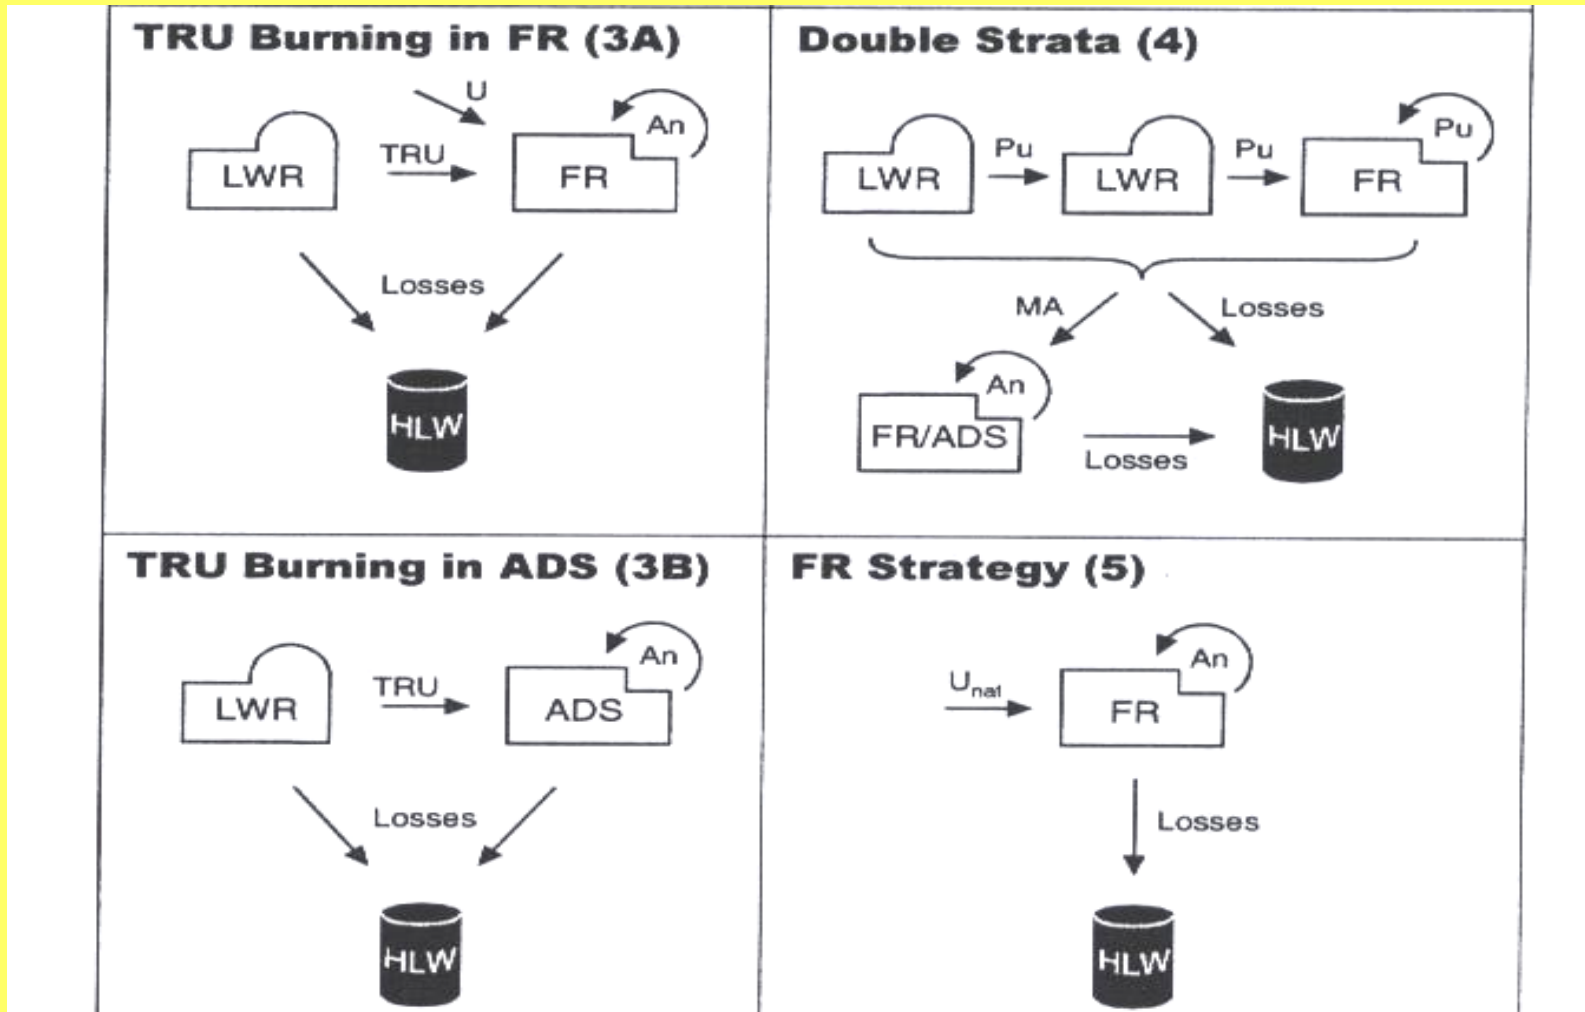 TRU Burning in FR (3A)
U
An
LWR
TRU
FR
Losses
HLW
Double Strata (4)
Pu
LWR
Pu
LWR
Pu
FR
MA
Losses
An
FR/ADS
Losses
HLW
TRU Burning in ADS (3B)
An
LWR
TRU
ADS
Losses
HLW
FR Strategy (5)
An
Unat
FR
Losses
HLW